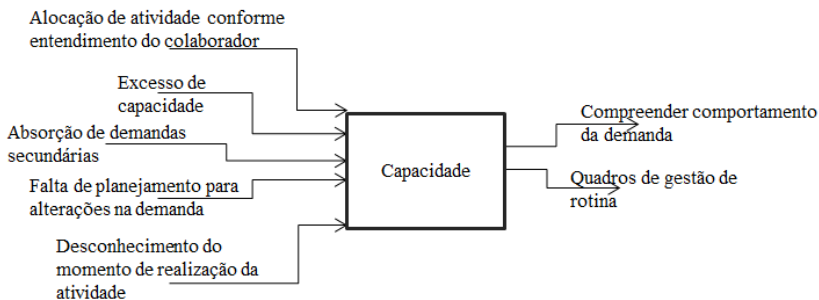 Alocação de atividade conforme
entendimento do colaborador
Excesso de
capacidade
Absorção de demandas
secundárias
Falta de planejamento para
alterações na demanda
Desconhecimento do
momento de realização da
atividade
Capacidade
Compreender comportamento
da demanda
Quadros de gestão de
rotina